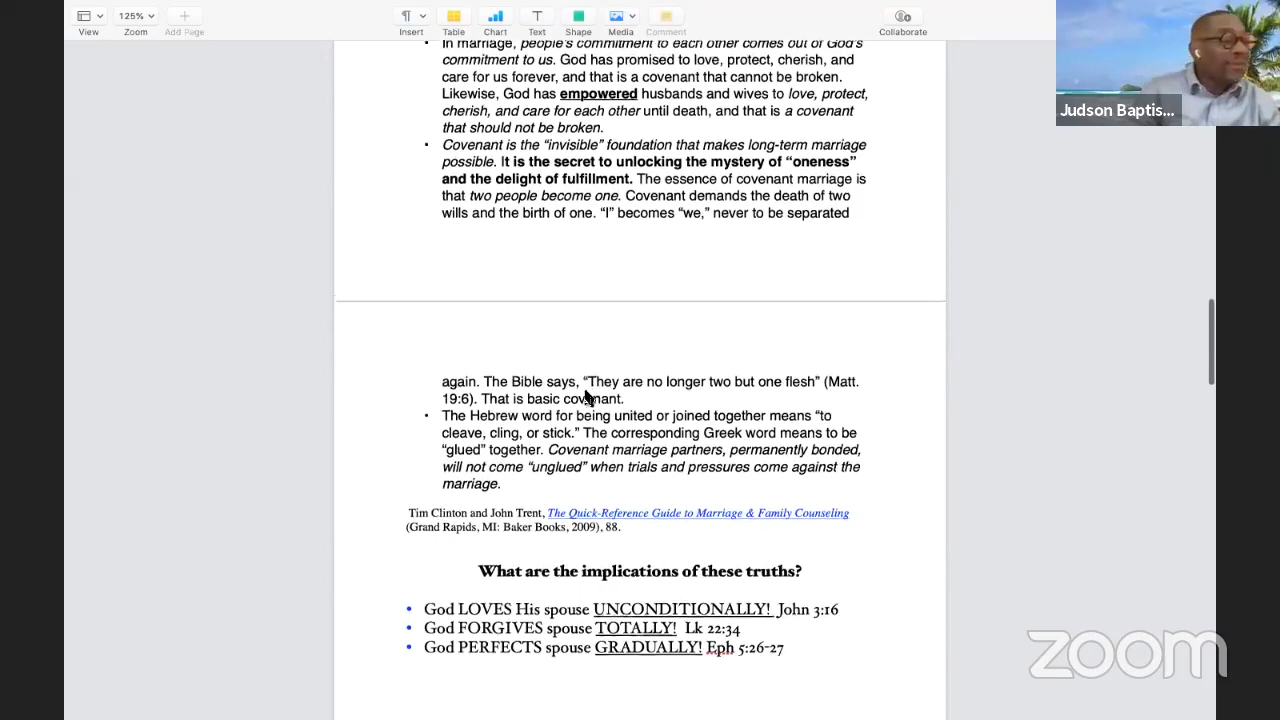 View
125%
Zoom
Add Page
Insert
Table
Chart
Text
Shape
Media
Comment
Collaborate
Judson Baptis...
• In marriage, people's commitment to each other comes out of God's
commitment to us. God has promised to love, protect, cherish, and
care for us forever, and that is a covenant that cannot be broken.
Likewise, God has empowered husbands and wives to love, protect,
cherish, and care for each other until death, and that is a covenant
that should not be broken.
• Covenant is the “invisible” foundation that makes long-term marriage
possible. It is the secret to unlocking the mystery of “oneness”
and the delight of fulfillment. The essence of covenant marriage is
that two people become one. Covenant demands the death of two
wills and the birth of one. “I” becomes “we,” never to be separated
again. The Bible says, “They are no longer two but one flesh” (Matt.
19:6). That is basic covenant.
• The Hebrew word for being united or joined together means “to
cleave, cling, or stick.” The corresponding Greek word means to be
“glued” together. Covenant marriage partners, permanently bonded,
will not come “unglued” when trials and pressures come against the
marriage.
Tim Clinton and John Trent, The Quick-Reference Guide to Marriage & Family Counseling
(Grand Rapids, MI: Baker Books, 2009), 88.
What are the implications of these truths?
• God LOVES His spouse UNCONDITIONALLY! John 3:16
• God FORGIVES spouse TOTALLY! Lk 22:34
• God PERFECTS spouse GRADUALLY! Eph 5:26-27
zoom